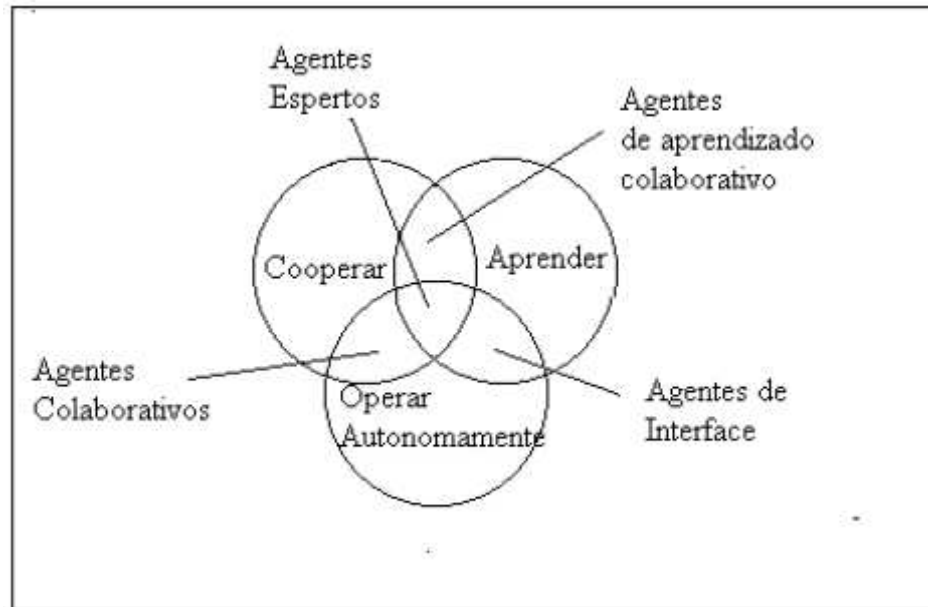 Agentes
Espertos
Agentes
de aprendizado
colaborativo
Cooperar
Aprender
Agentes
Colaborativos
Operar
Autonomamente
Agentes de
Interface